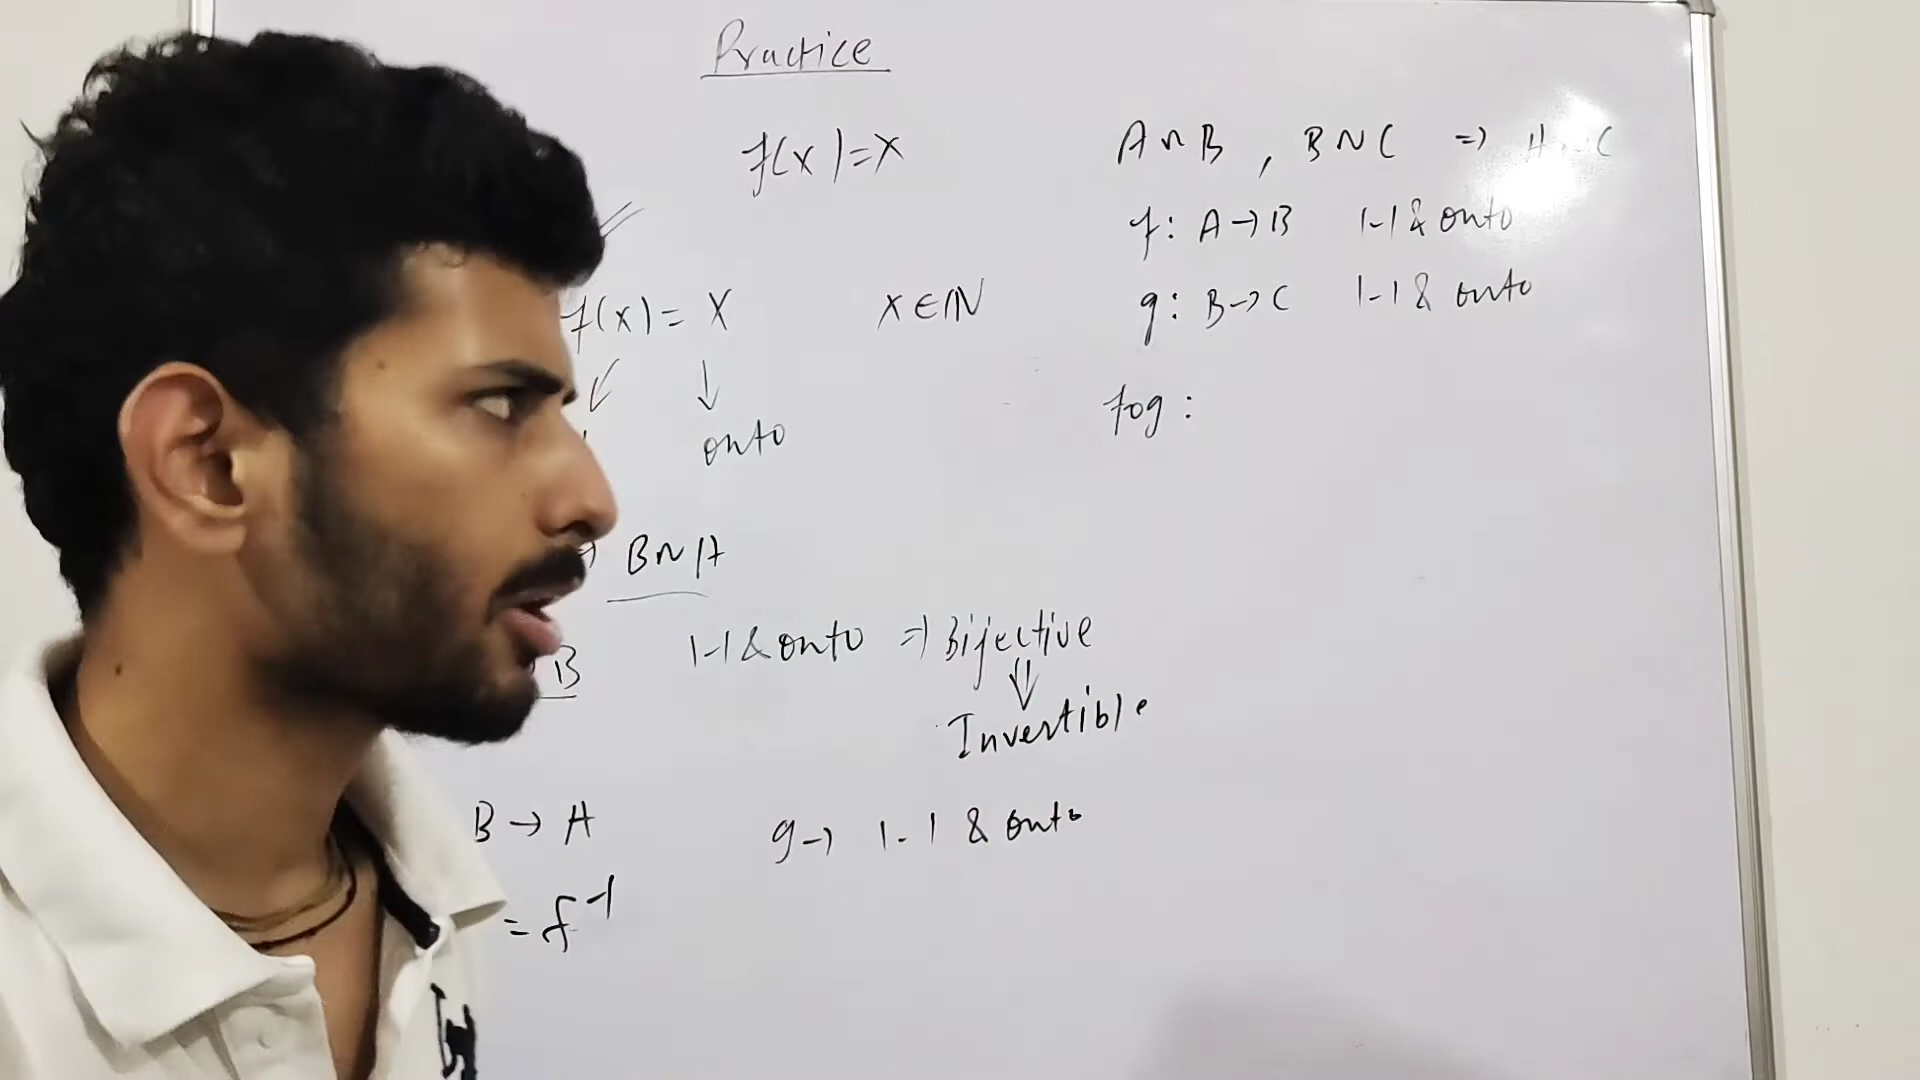 Practice
f(x)=x
f(x)= x x∈ℕ
↓ onto
B~A
B 1-1 & onto => Bijective
⇓
Invertible
B → A g→ 1-1 & onto
= f⁻¹
A~B , B~C => A~C
f: A→B 1-1 & onto
g: B→C 1-1 & onto
fog :